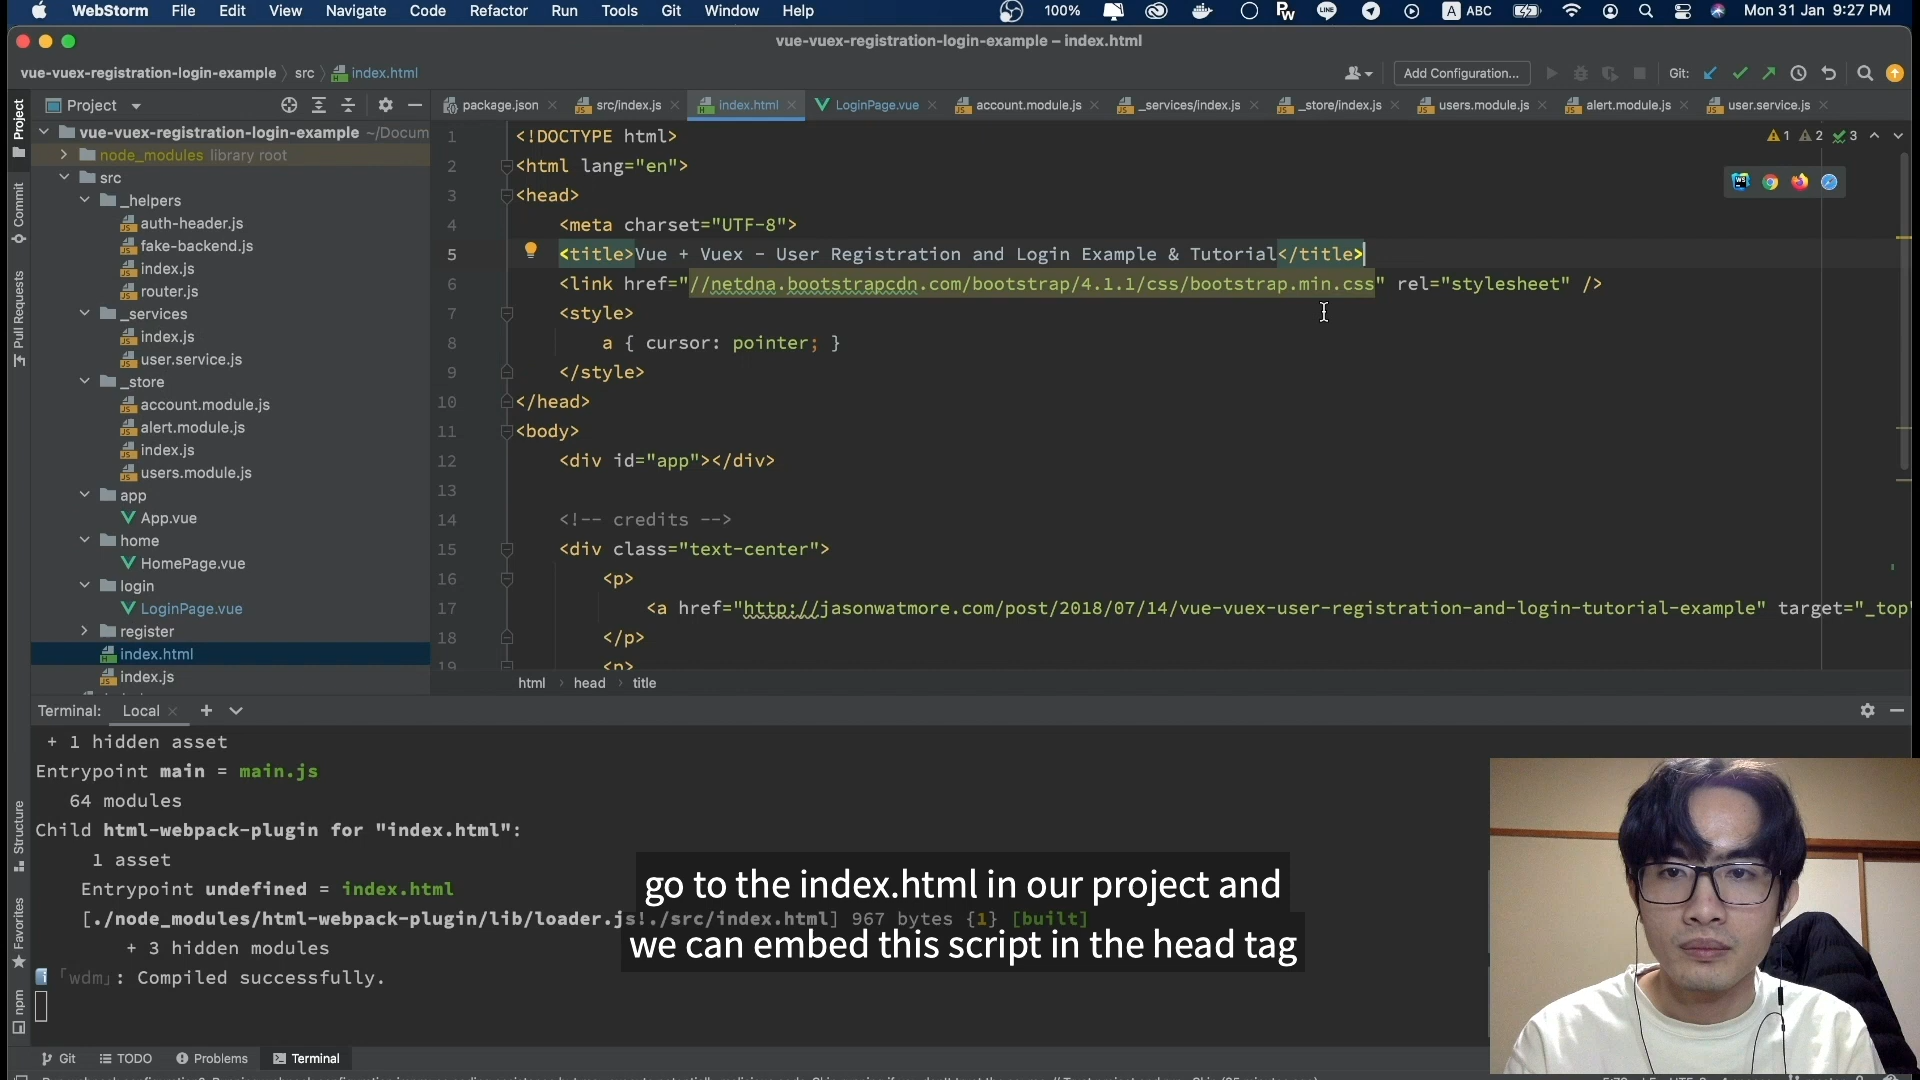 WebStorm File Edit View Navigate Code Refactor Run Tools Git Window Help 100% A ABC Mon 31 Jan 9:27 PM
vue-vuex-registration-login-example – index.html
vue-vuex-registration-login-example src index.html Add Configuration... Git:
Project package.json src/index.js index.html LoginPage.vue account.module.js _services/index.js _store/index.js users.module.js alert.module.js user.service.js
Project
Commit
Pull Requests
Structure
Favorites
npm
vue-vuex-registration-login-example ~/Docum
node_modules library root
src
_helpers
auth-header.js
fake-backend.js
index.js
router.js
_services
index.js
user.service.js
_store
account.module.js
alert.module.js
index.js
users.module.js
app
App.vue
home
HomePage.vue
login
LoginPage.vue
register
index.html
index.js
1 2 3
1 <!DOCTYPE html>
2 <html lang="en">
3 <head>
4 <meta charset="UTF-8">
5 <title>Vue + Vuex - User Registration and Login Example & Tutorial</title>
6 <link href="//netdna.bootstrapcdn.com/bootstrap/4.1.1/css/bootstrap.min.css" rel="stylesheet" />
7 <style>
8 a { cursor: pointer; }
9 </style>
10 </head>
11 <body>
12 <div id="app"></div>
13
14 <!-- credits -->
15 <div class="text-center">
16 <p>
17 <a href="http://jasonwatmore.com/post/2018/07/14/vue-vuex-user-registration-and-login-tutorial-example" target="_top"
18 </p>
19 <p>
html head title
Terminal: Local
+ 1 hidden asset
Entrypoint main = main.js
64 modules
Child html-webpack-plugin for "index.html":
1 asset
Entrypoint undefined = index.html
[./node_modules/html-webpack-plugin/lib/loader.js!./src/index.html] 967 bytes {1} [built]
+ 3 hidden modules
「wdm」: Compiled successfully.
go to the index.html in our project and
we can embed this script in the head tag
Git TODO Problems Terminal